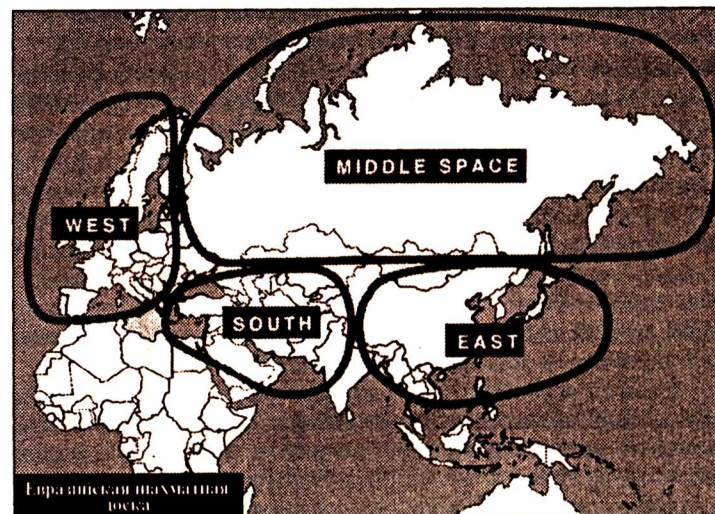 MIDDLE SPACE
WEST
SOUTH
EAST
Евразийская шахматная
доска